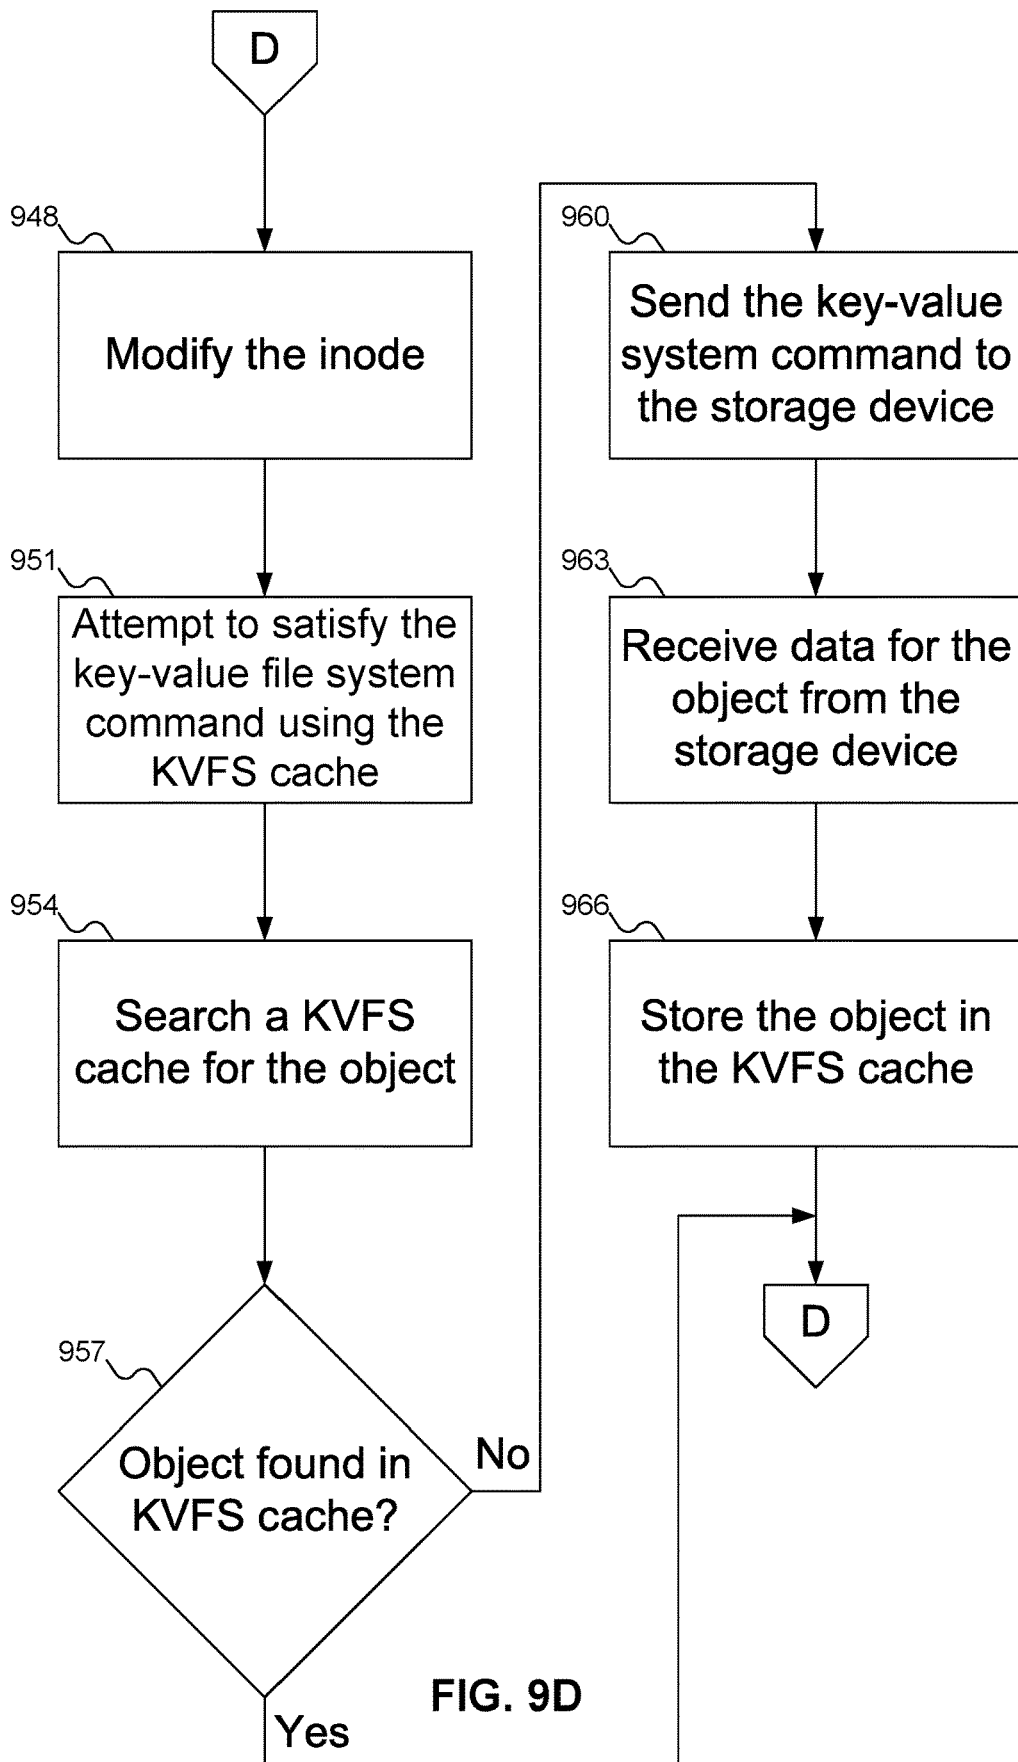 D
948
Modify the inode
951
Attempt to satisfy the
key-value file system
command using the
KVFS cache
954
Search a KVFS
cache for the object
957
Object found in
KVFS cache?
No
Yes
960
Send the key-value
system command to
the storage device
963
Receive data for the
object from the
storage device
966
Store the object in
the KVFS cache
D
FIG. 9D